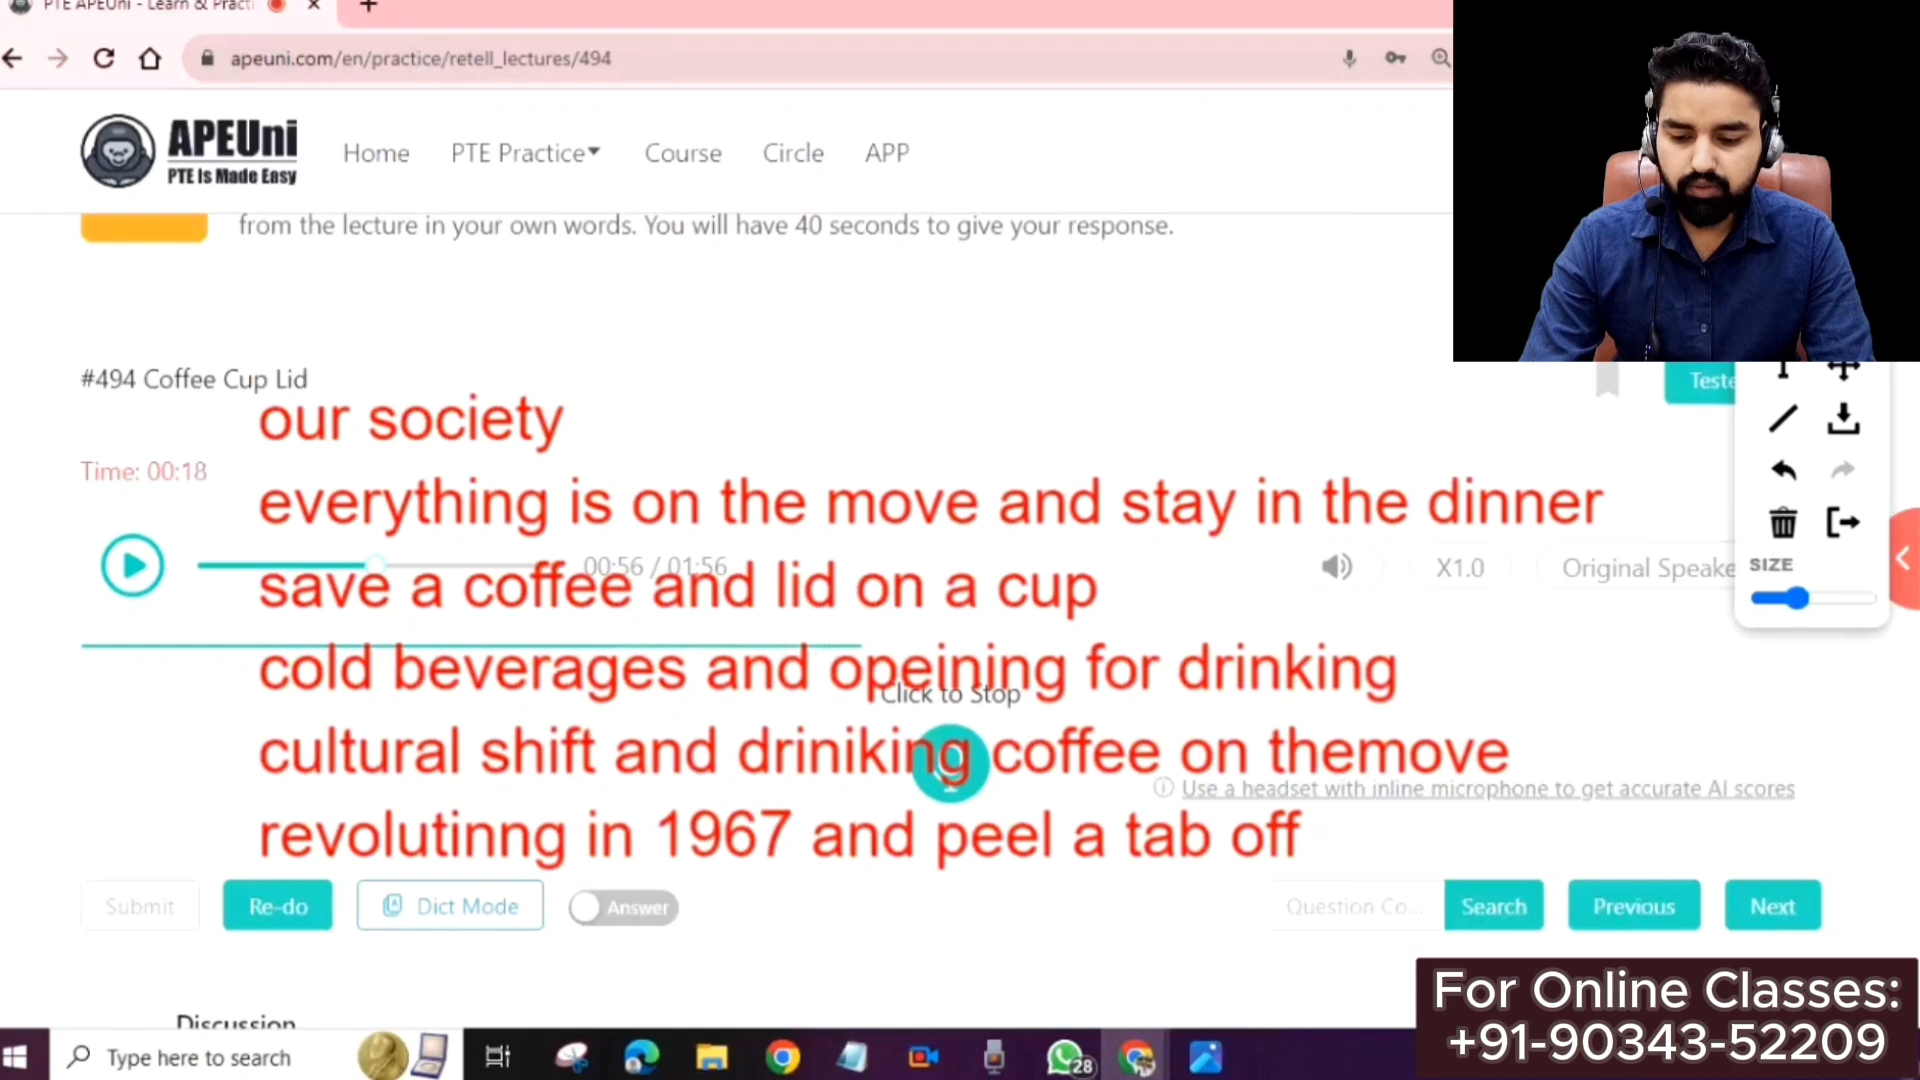 PTE APEUni - Learn & Practi
apeuni.com/en/practice/retell_lectures/494
APEUni
PTE Is Made Easy
Home PTE Practice Course Circle APP
from the lecture in your own words. You will have 40 seconds to give your response.
#494 Coffee Cup Lid
Teste
our society
Time: 00:18
everything is on the move and stay in the dinner
00:56 / 01:56
X1.0
Original Speake
SIZE
save a coffee and lid on a cup
cold beverages and opeining for drinking
Click to Stop
cultural shift and driniking coffee on themove
Use a headset with inline microphone to get accurate AI scores
revolutinng in 1967 and peel a tab off
Submit Re-do Dict Mode Answer Question Co... Search Previous Next
For Online Classes:
+91-90343-52209
Discussion
Type here to search
28